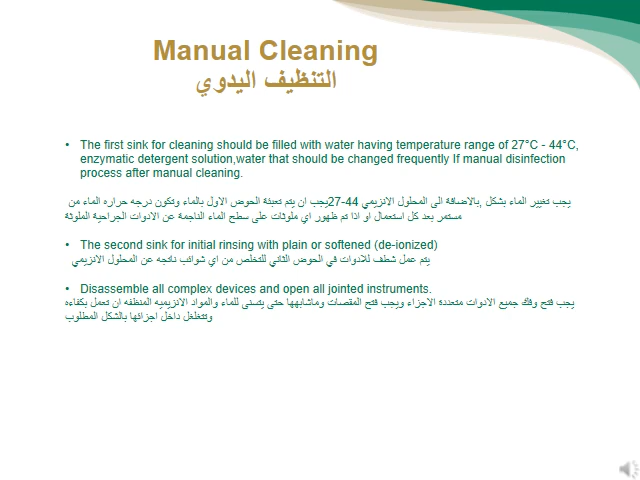 Manual Cleaning
التنظيف اليدوي
• The first sink for cleaning should be filled with water having temperature range of 27°C - 44°C,
enzymatic detergent solution,water that should be changed frequently If manual disinfection
process after manual cleaning.
يجب ان يتم تعبئة الحوض الاول بالماء وتكون درجه حراره الماء من 27-44 بالاضافة الى المحلول الانزيمي, يجب تغيير الماء بشكل
مستمر بعد كل استعمال او اذا تم ظهور اي ملوثات على سطح الماء الناجمة عن الادوات الجراحية الملوثة
• The second sink for initial rinsing with plain or softened (de-ionized)
يتم عمل شطف للادوات في الحوض الثاني للتخلص من اي شوائب ناتجه عن المحلول الانزيمي
• Disassemble all complex devices and open all jointed instruments.
يجب فتح وفك جميع الادوات متعددة الاجزاء ويجب فتح المقصات وماشابهها حتى يتسنى للماء والمواد الانزيميه المنظفه ان تعمل بكفاءه
وتتغلغل داخل اجزائها بالشكل المطلوب